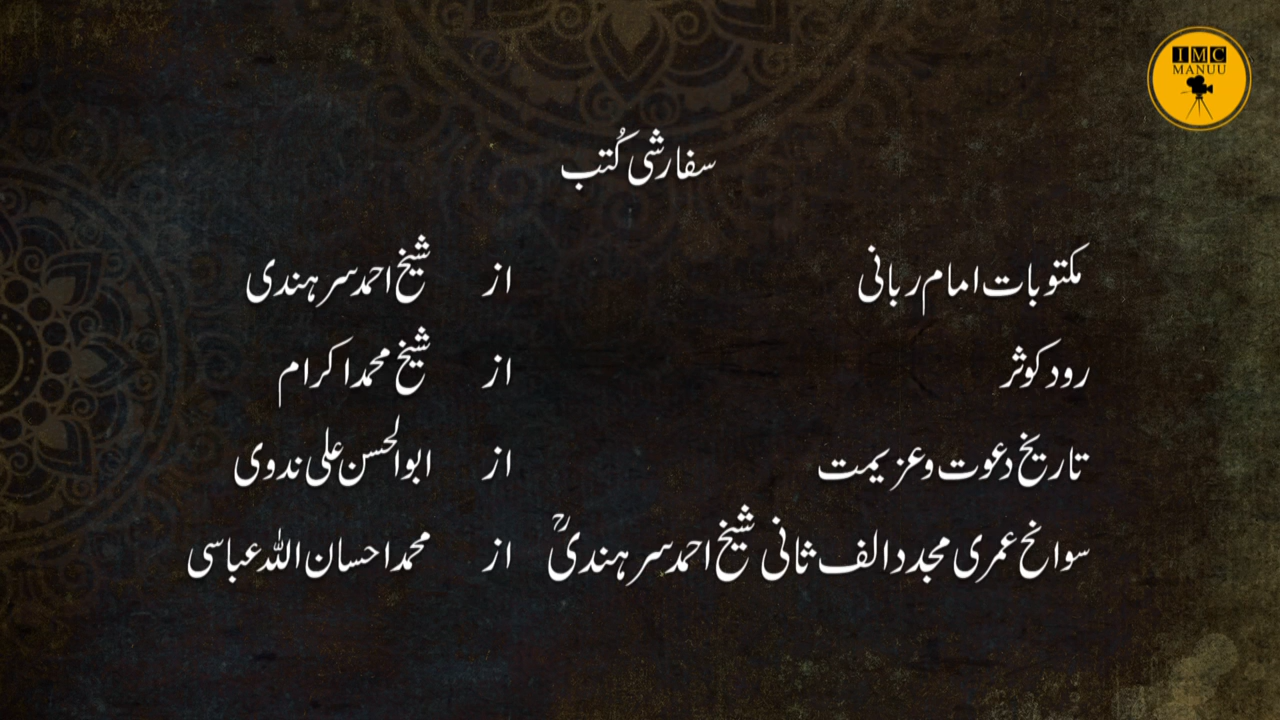 IMC
MANUU
سفارشی کُتب
مکتوبات امام ربانی از شیخ احمد سرہندی
رود کوثر از شیخ محمد اکرام
تاریخ دعوت و عزیمت از ابوالحسن علی ندوی
سوانح عمری مجدد الف ثانی شیخ احمد سرہندیؒ از محمد احسان اللہ عباسی